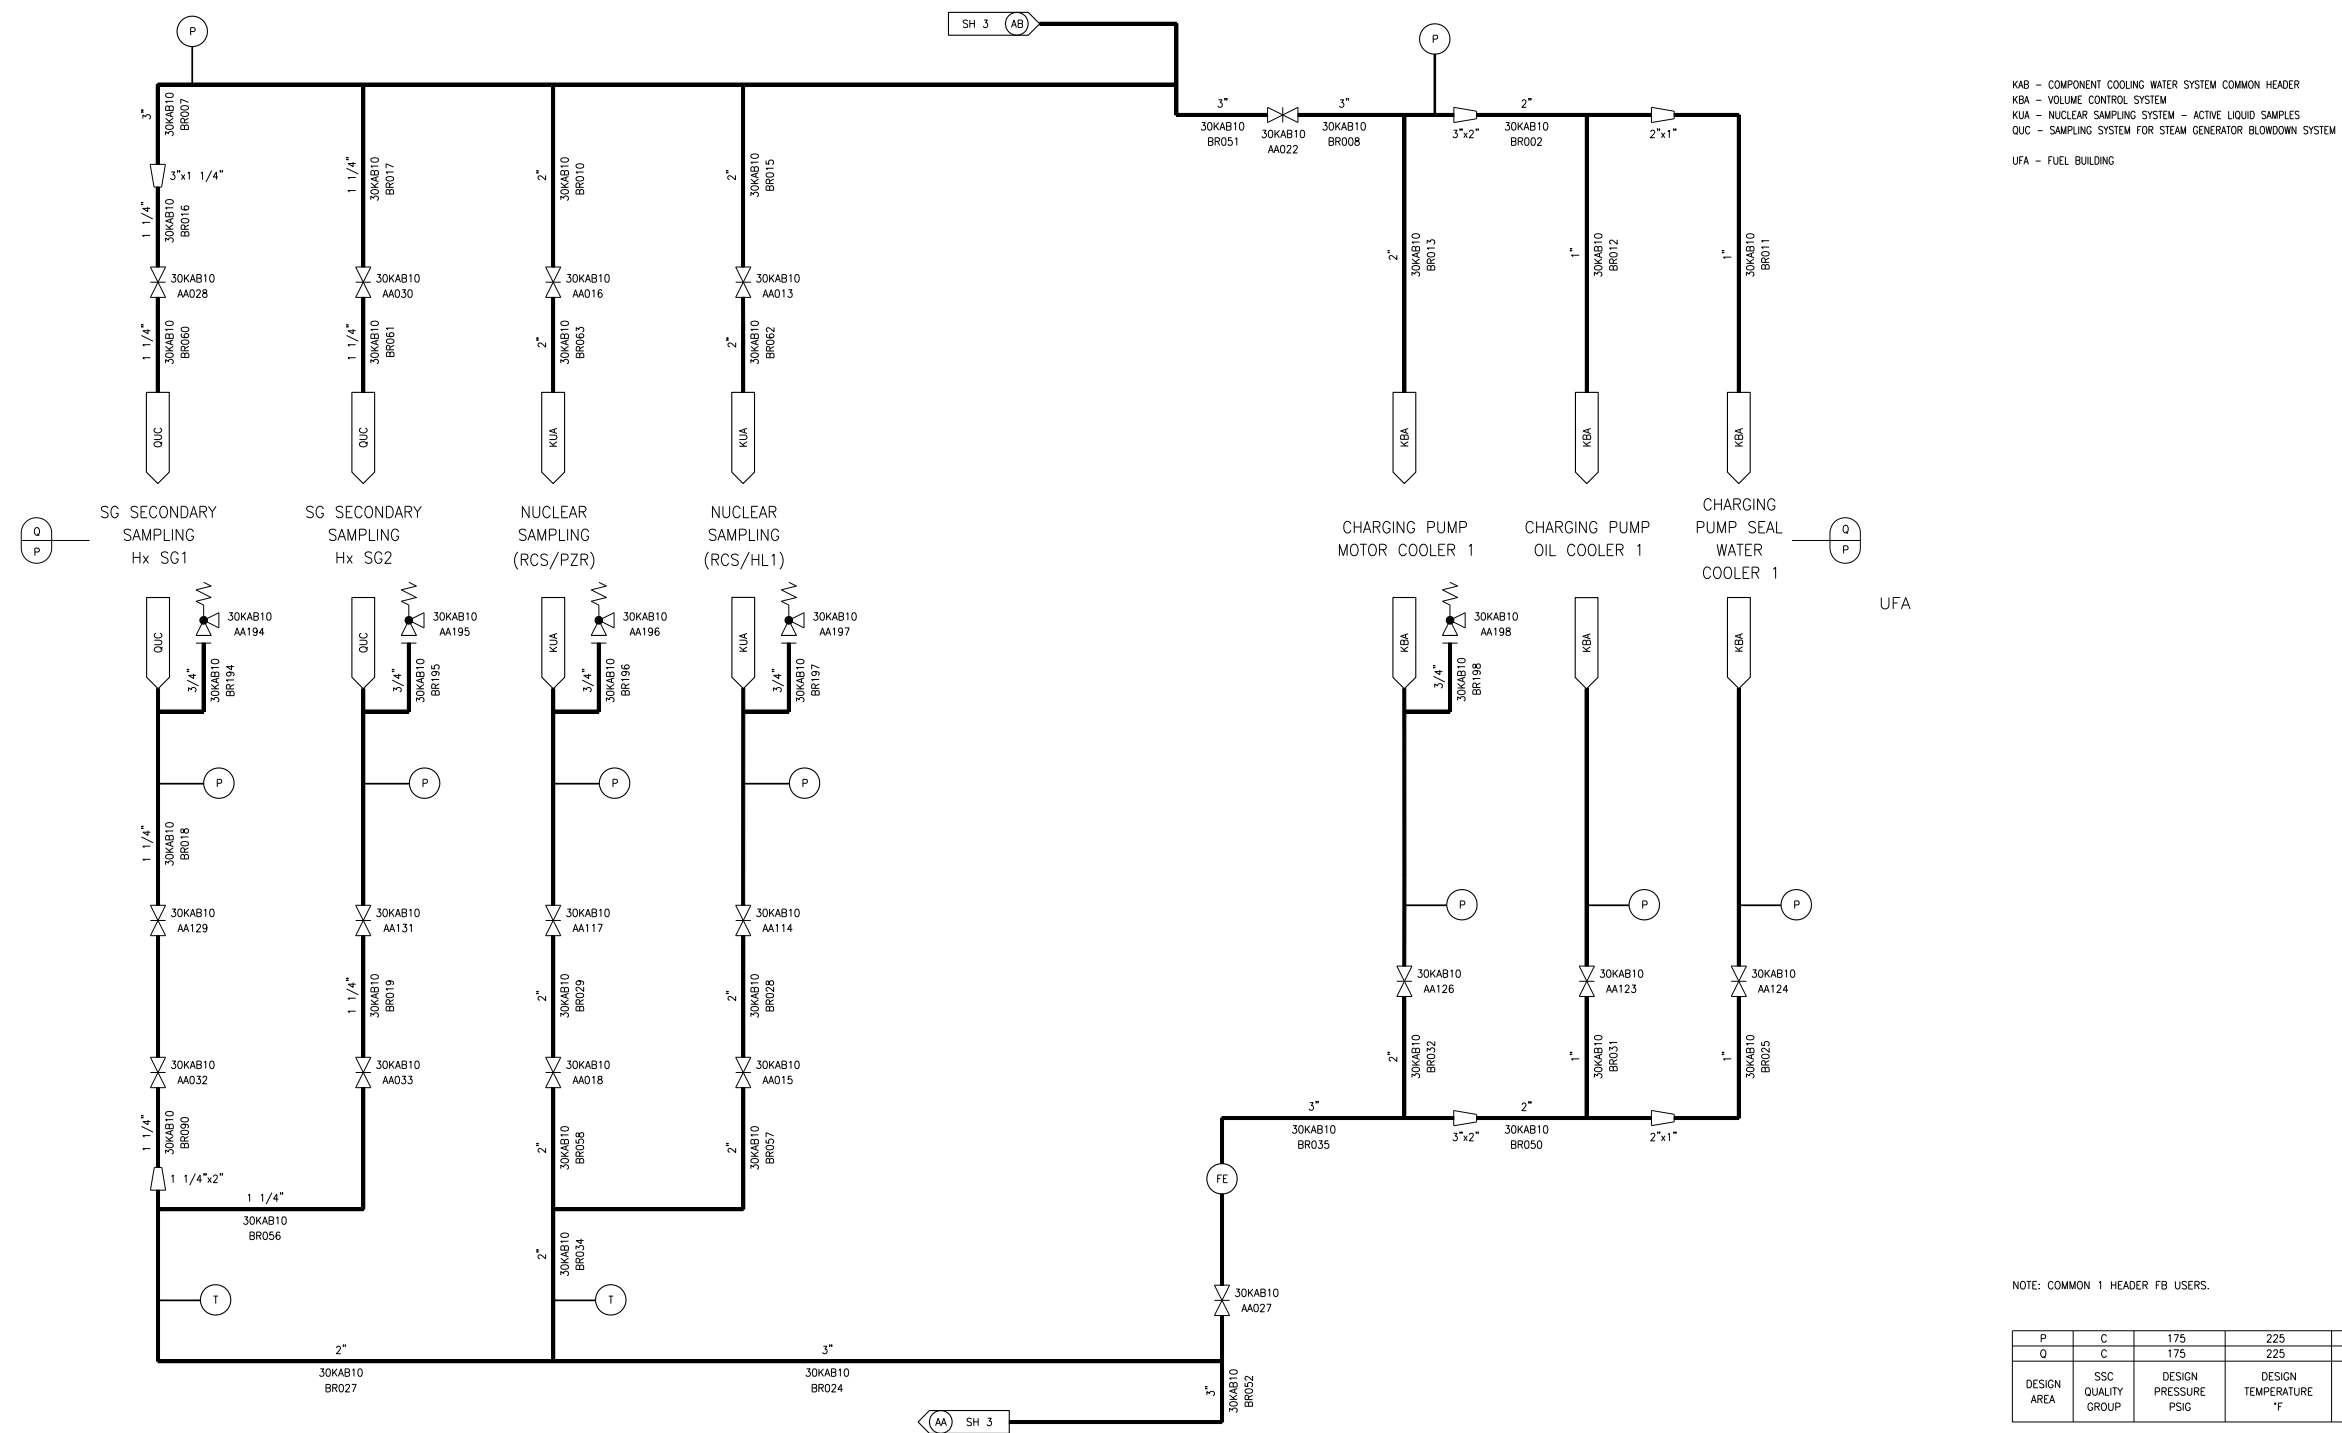 P
SH 3 AB
P
KAB – COMPONENT COOLING WATER SYSTEM COMMON HEADER
KBA – VOLUME CONTROL SYSTEM
KUA – NUCLEAR SAMPLING SYSTEM – ACTIVE LIQUID SAMPLES
QUC – SAMPLING SYSTEM FOR STEAM GENERATOR BLOWDOWN SYSTEM
UFA – FUEL BUILDING
3"
30KAB10
BR007
3"x1 1/4"
1 1/4"
30KAB10
BR016
1 1/4"
30KAB10
BR017
2"
30KAB10
BR010
2"
30KAB10
BR015
3"
30KAB10
BR051
30KAB10
AA022
3"
30KAB10
BR008
3"x2"
2"
30KAB10
BR002
2"x1"
2"
30KAB10
BR013
1"
30KAB10
BR012
1"
30KAB10
BR011
30KAB10
AA028
30KAB10
AA030
30KAB10
AA016
30KAB10
AA013
1 1/4"
30KAB10
BR060
1 1/4"
30KAB10
BR061
2"
30KAB10
BR063
2"
30KAB10
BR062
QUC
QUC
KUA
KUA
KBA
KBA
KBA
Q
P
SG SECONDARY
SAMPLING
Hx SG1
SG SECONDARY
SAMPLING
Hx SG2
NUCLEAR
SAMPLING
(RCS/PZR)
NUCLEAR
SAMPLING
(RCS/HL1)
CHARGING PUMP
MOTOR COOLER 1
CHARGING PUMP
OIL COOLER 1
CHARGING
PUMP SEAL
WATER
COOLER 1
Q
P
UFA
QUC
30KAB10
AA194
3/4"
30KAB10
BR194
QUC
30KAB10
AA195
3/4"
30KAB10
BR195
KUA
30KAB10
AA196
3/4"
30KAB10
BR196
KUA
30KAB10
AA197
3/4"
30KAB10
BR197
KBA
30KAB10
AA198
3/4"
30KAB10
BR198
KBA
KBA
P
P
P
P
1 1/4"
30KAB10
BR018
30KAB10
AA129
30KAB10
AA131
30KAB10
AA117
30KAB10
AA114
P
P
P
30KAB10
AA126
30KAB10
AA123
30KAB10
AA124
1 1/4"
30KAB10
BR019
2"
30KAB10
BR029
2"
30KAB10
BR028
30KAB10
AA032
30KAB10
AA033
30KAB10
AA018
30KAB10
AA015
2"
30KAB10
BR032
1"
30KAB10
BR031
1"
30KAB10
BR025
1 1/4"
30KAB10
BR090
1 1/4"x2"
1 1/4"
30KAB10
BR056
2"
30KAB10
BR058
2"
30KAB10
BR057
3"
30KAB10
BR035
3"x2"
2"
30KAB10
BR050
2"x1"
FE
2"
30KAB10
BR034
T
T
30KAB10
AA027
2"
30KAB10
BR027
3"
30KAB10
BR024
3"
30KAB10
BR052
AA SH 3
NOTE: COMMON 1 HEADER FB USERS.
P C 175 225
Q C 175 225
DESIGN
AREA
SSC
QUALITY
GROUP
DESIGN
PRESSURE
PSIG
DESIGN
TEMPERATURE
°F